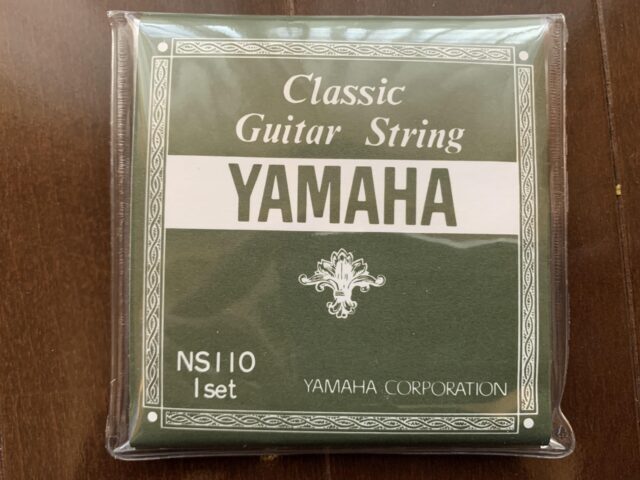 Classic
Guitar String
YAMAHA
NS110
1set
YAMAHA CORPORATION